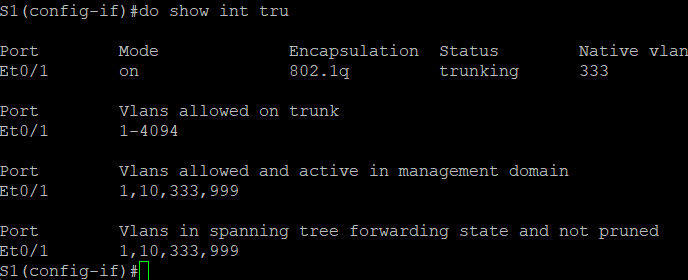 S1(config-if)#do show int tru
Port Mode Encapsulation Status Native vlan
Et0/1 on 802.1q trunking 333
Port Vlans allowed on trunk
Et0/1 1-4094
Port Vlans allowed and active in management domain
Et0/1 1,10,333,999
Port Vlans in spanning tree forwarding state and not pruned
Et0/1 1,10,333,999
S1(config-if)#